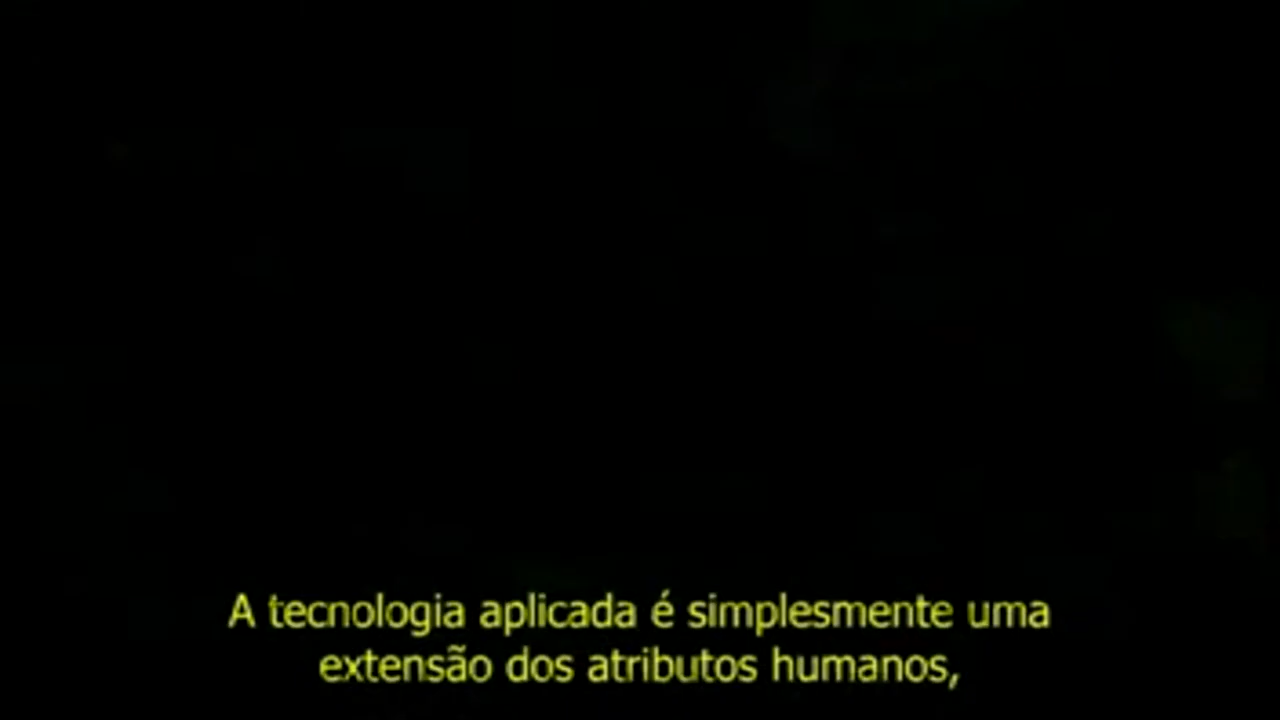 A tecnologia aplicada é simplesmente uma
extensão dos atributos humanos,